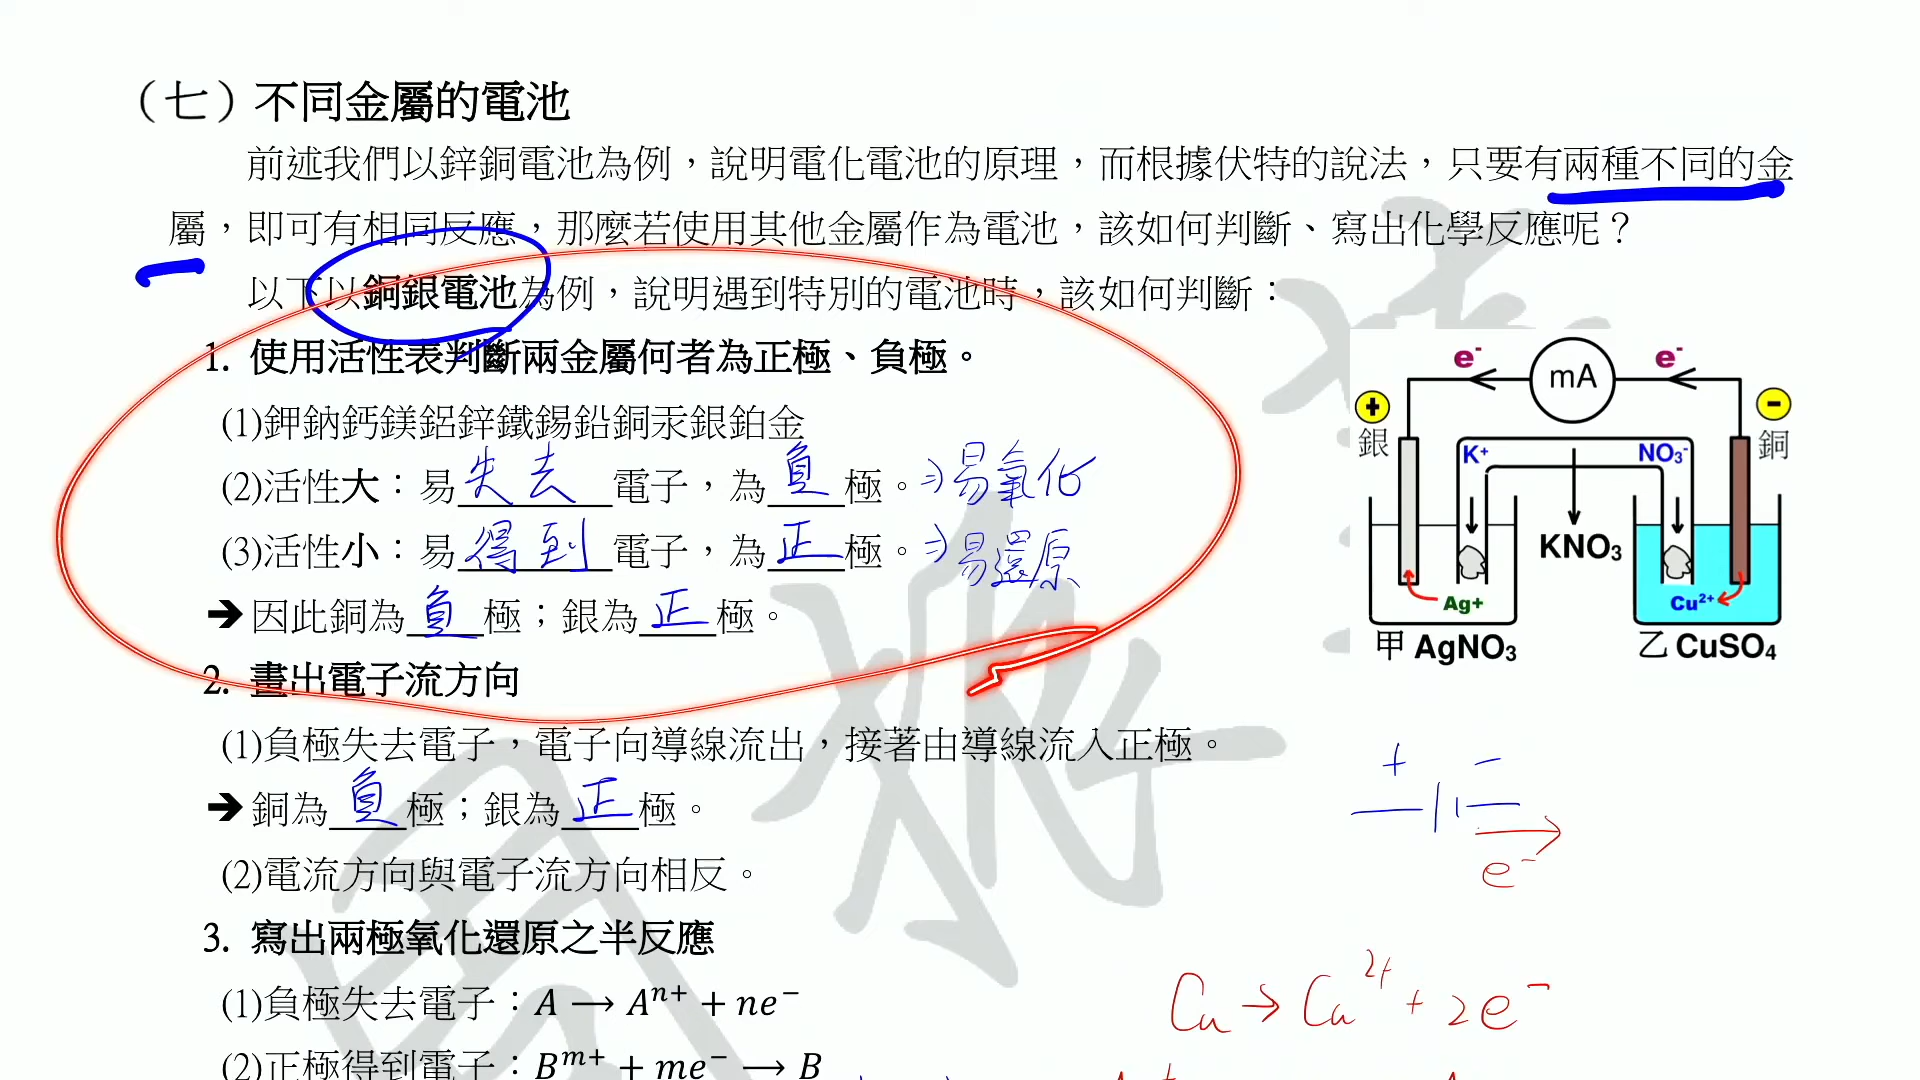 （七）不同金屬的電池
前述我們以鋅銅電池為例，說明電化電池的原理，而根據伏特的說法，只要有兩種不同的金
屬，即可有相同反應，那麼若使用其他金屬作為電池，該如何判斷、寫出化學反應呢？
以下以銅銀電池為例，說明遇到特別的電池時，該如何判斷：
1. 使用活性表判斷兩金屬何者為正極、負極。
(1)鉀鈉鈣鎂鋁鋅鐵錫鉛銅汞銀鉑金
(2)活性大：易失去電子，為負極。⇒易氧化
(3)活性小：易得到電子，為正極。⇒易還原
➔因此銅為負極；銀為正極。
2. 畫出電子流方向
(1)負極失去電子，電子向導線流出，接著由導線流入正極。
➔銅為負極；銀為正極。
(2)電流方向與電子流方向相反。
3. 寫出兩極氧化還原之半反應
(1)負極失去電子：A ⟶ Aⁿ⁺ + ne⁻
(2)正極得到電子：Bᵐ⁺ + me⁻ ⟶ B
e⁻ mA e⁻
+ −
銀 銅
K⁺ NO₃⁻
KNO₃
Ag+ Cu²⁺
甲 AgNO₃ 乙 CuSO₄
+ −
e⁻
Cu → Cu²⁺ + 2e⁻